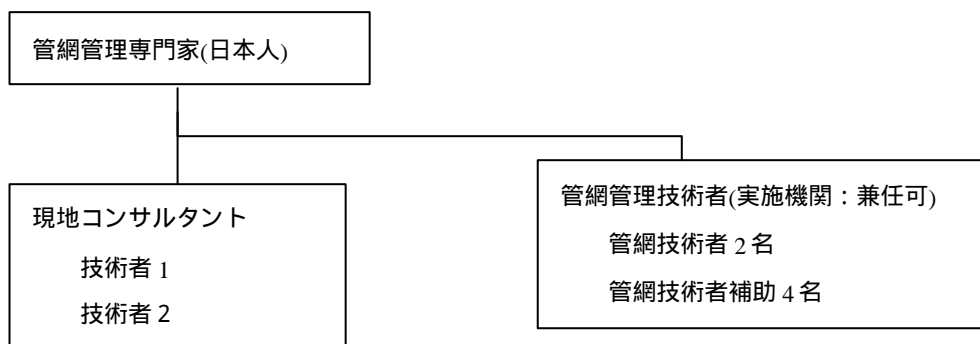 管網管理専門家(日本人)
現地コンサルタント
技術者 1
技術者 2
管網管理技術者(実施機関：兼任可)
管網技術者 2 名
管網技術者補助 4 名